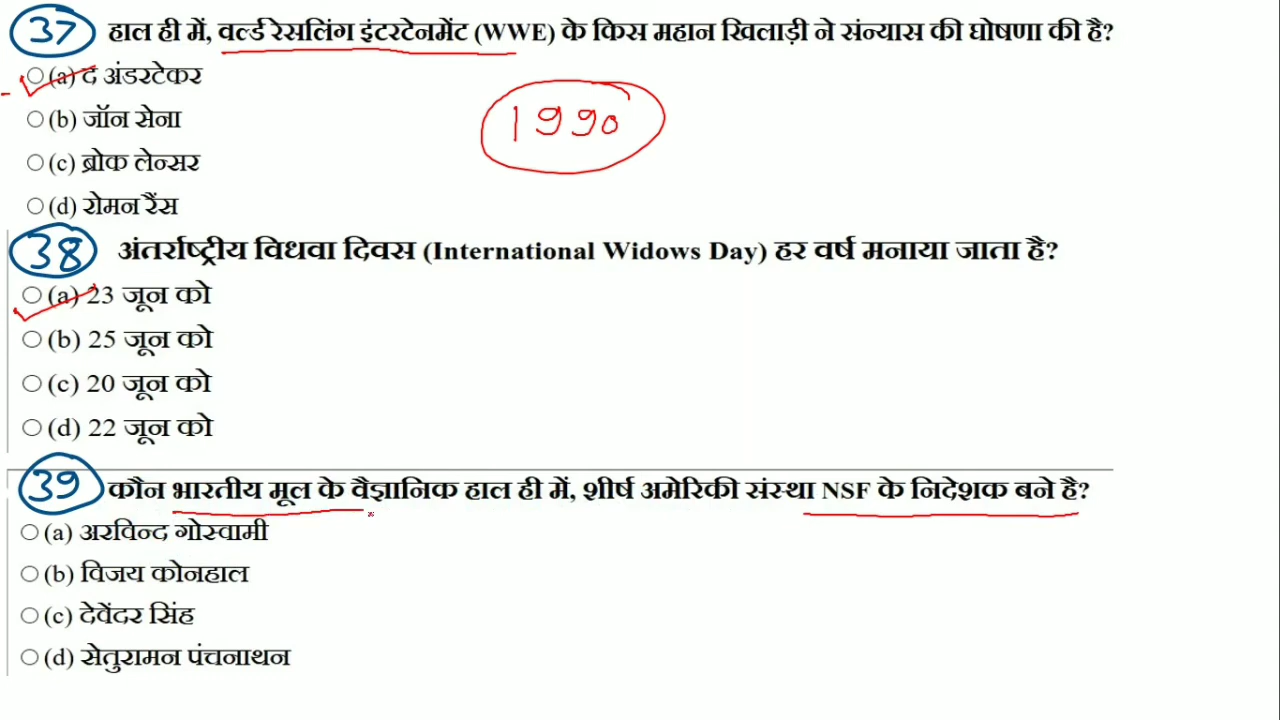 37 हाल ही में, वर्ल्ड रेसलिंग इंटरटेनमेंट (WWE) के किस महान खिलाड़ी ने संन्यास की घोषणा की है?
(a) द अंडरटेकर
1990
(b) जॉन सेना
(c) ब्रोक लेन्सर
(d) रोमन रैंस
38 अंतर्राष्ट्रीय विधवा दिवस (International Widows Day) हर वर्ष मनाया जाता है?
(a) 23 जून को
(b) 25 जून को
(c) 20 जून को
(d) 22 जून को
39 कौन भारतीय मूल के वैज्ञानिक हाल ही में, शीर्ष अमेरिकी संस्था NSF के निदेशक बने है?
(a) अरविन्द गोस्वामी
(b) विजय कोनहाल
(c) देवेंदर सिंह
(d) सेतुरामन पंचनाथन